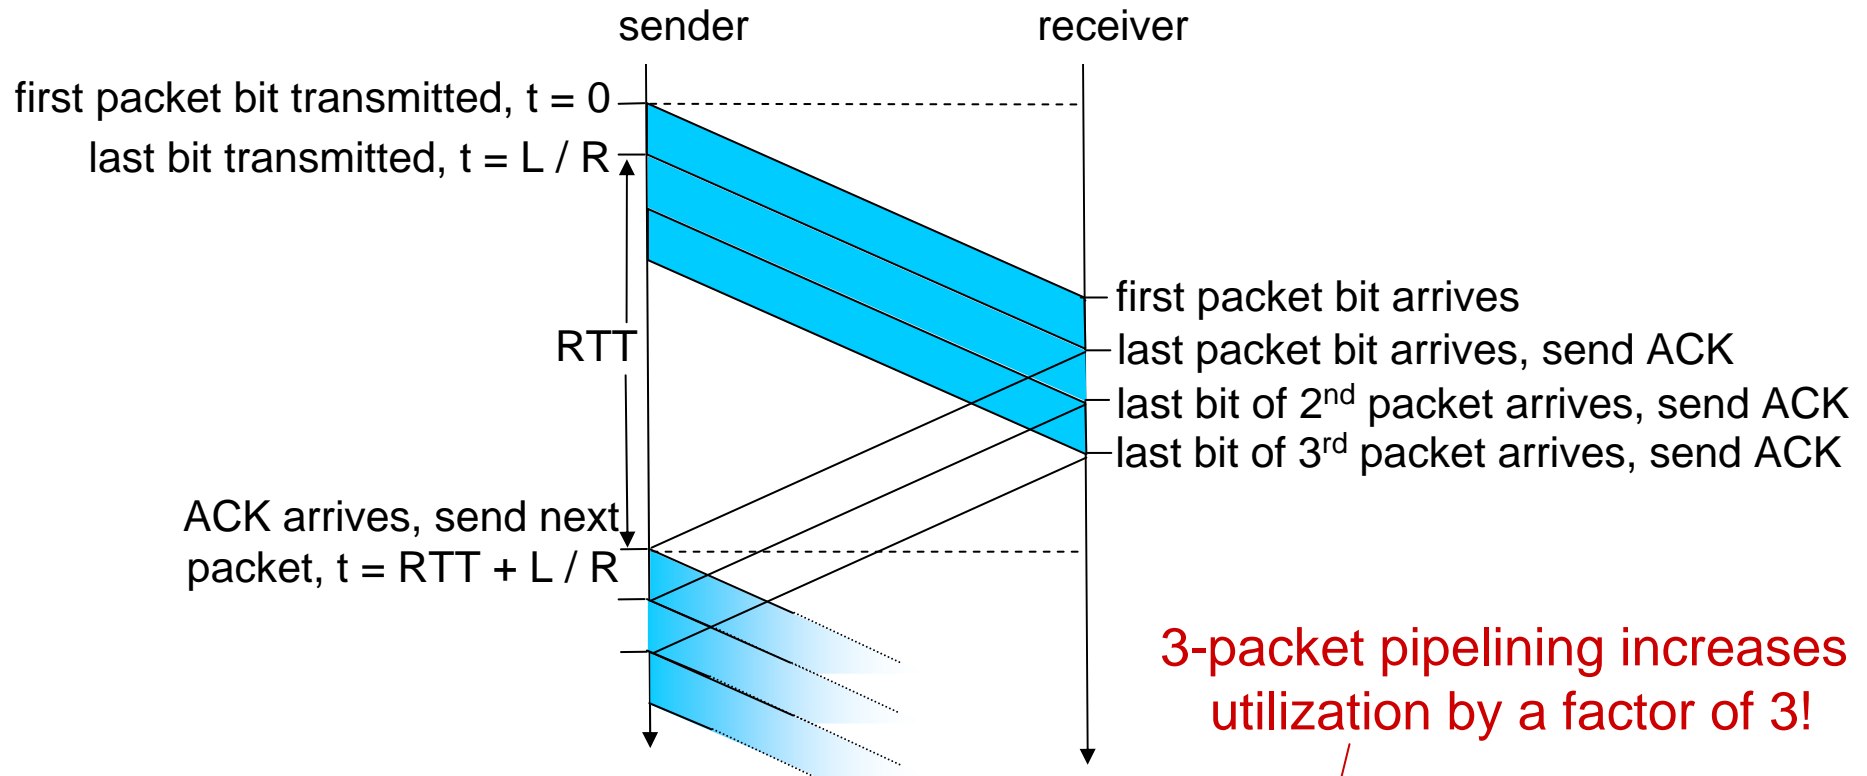 sender
receiver
first packet bit transmitted, t = 0
last bit transmitted, t = L / R
first packet bit arrives
RTT
last packet bit arrives, send ACK
last bit of 2nd packet arrives, send ACK
last bit of 3rd packet arrives, send ACK
ACK arrives, send next
packet, t = RTT + L / R
3-packet pipelining increases
utilization by a factor of 3!